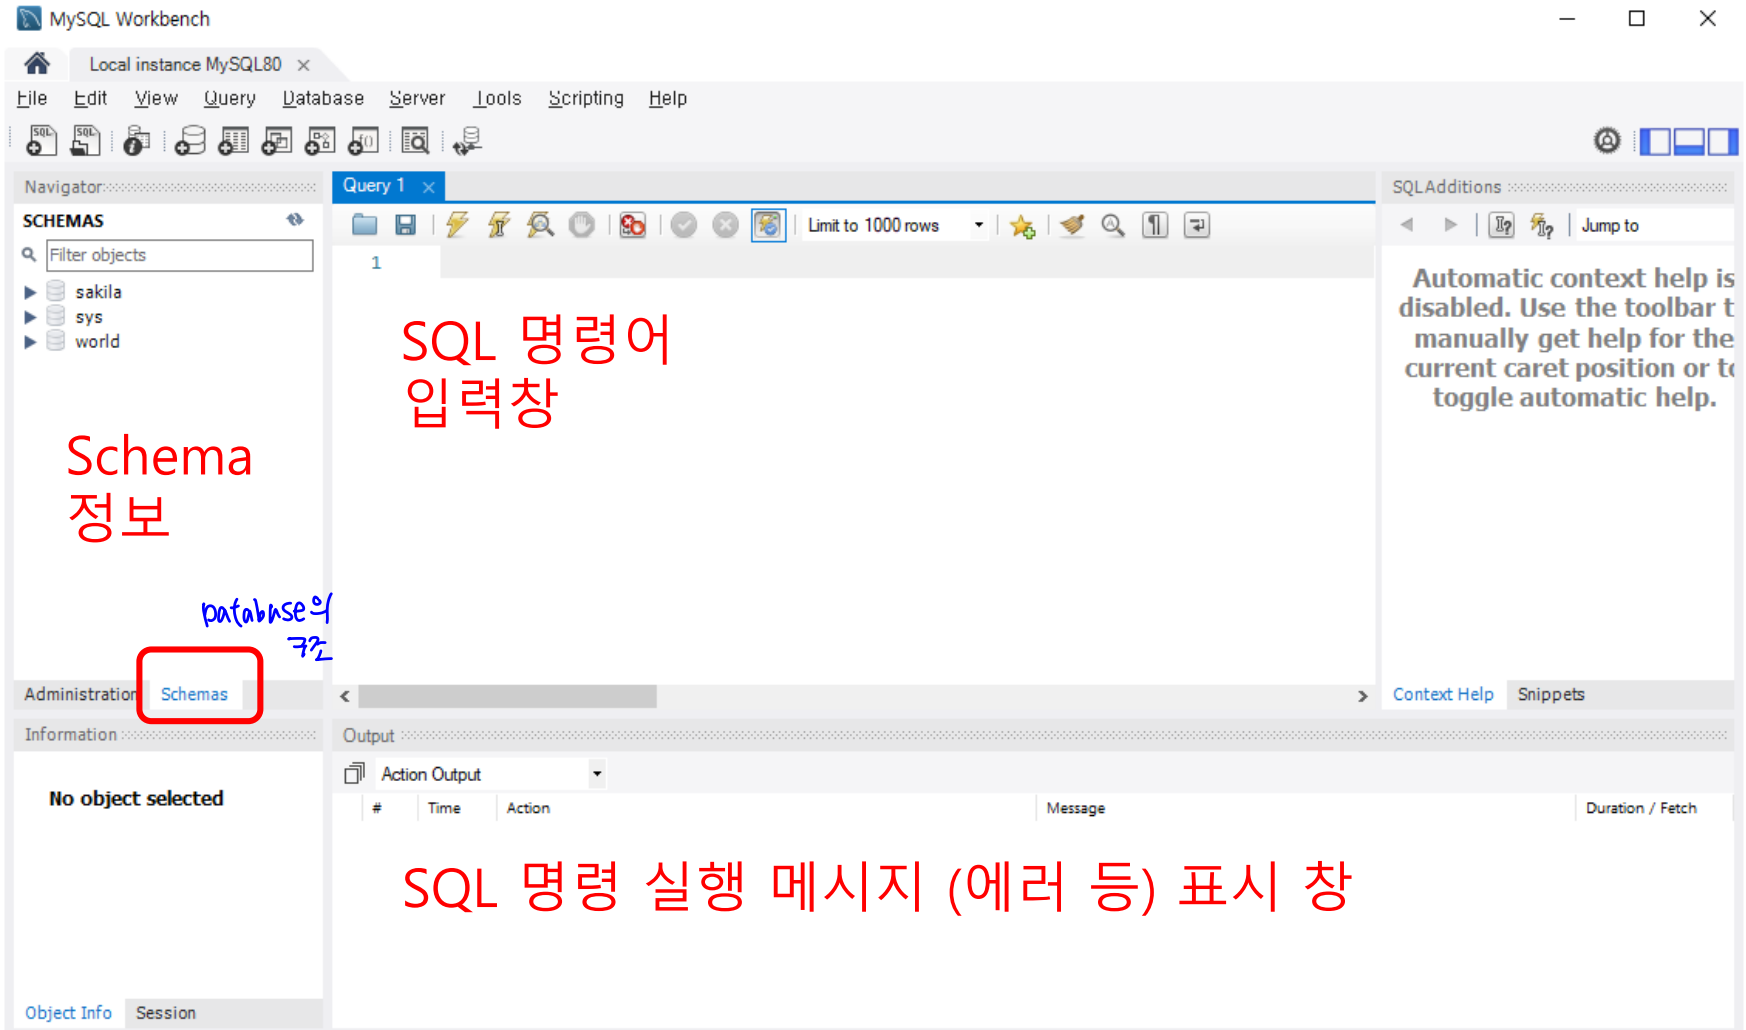 MySQL Workbench
Local instance MySQL80
File Edit View Query Database Server Tools Scripting Help
Navigator
SCHEMAS
Filter objects
sakila
sys
world
Schema
정보
Database의
구조
Administration Schemas
Information
No object selected
Object Info Session
Query 1
Limit to 1000 rows
1
SQL 명령어
입력창
SQLAdditions
Jump to
Automatic context help is
disabled. Use the toolbar t
manually get help for the
current caret position or to
toggle automatic help.
Context Help Snippets
Output
Action Output
# Time Action Message Duration / Fetch
SQL 명령 실행 메시지 (에러 등) 표시 창